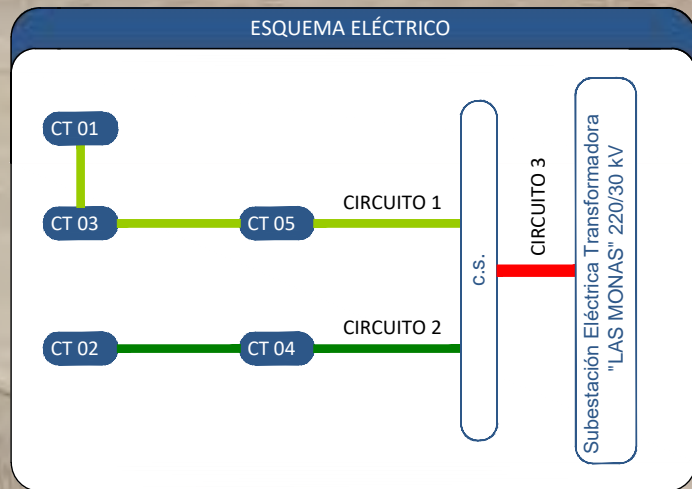 ESQUEMA ELÉCTRICO
CT 01
CT 03
CT 05
CIRCUITO 1
CT 02
CT 04
CIRCUITO 2
c.s.
CIRCUITO 3
Subestación Eléctrica Transformadora
"LAS MONAS" 220/30 kV